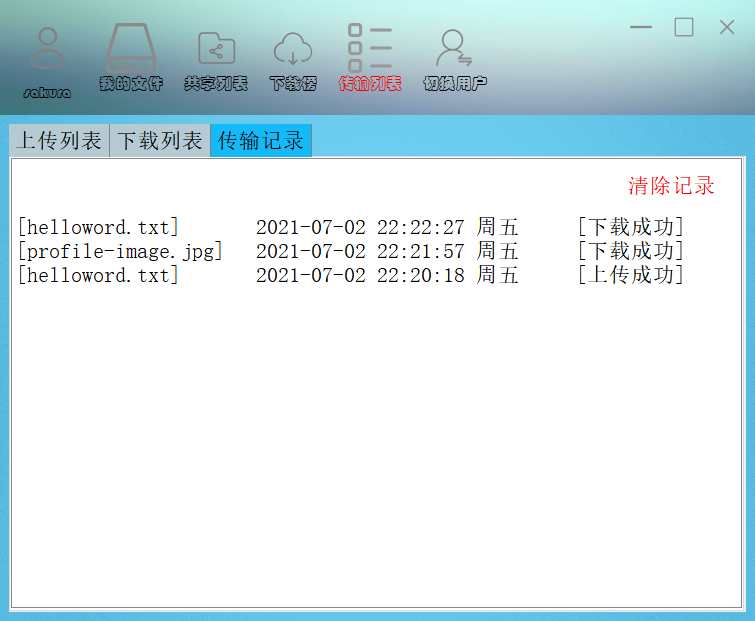 sakura 我的文件 共享列表 下载榜 传输列表 切换用户
上传列表 下载列表 传输记录
清除记录
[helloword.txt] 2021-07-02 22:22:27 周五 [下载成功]
[profile-image.jpg] 2021-07-02 22:21:57 周五 [下载成功]
[helloword.txt] 2021-07-02 22:20:18 周五 [上传成功]